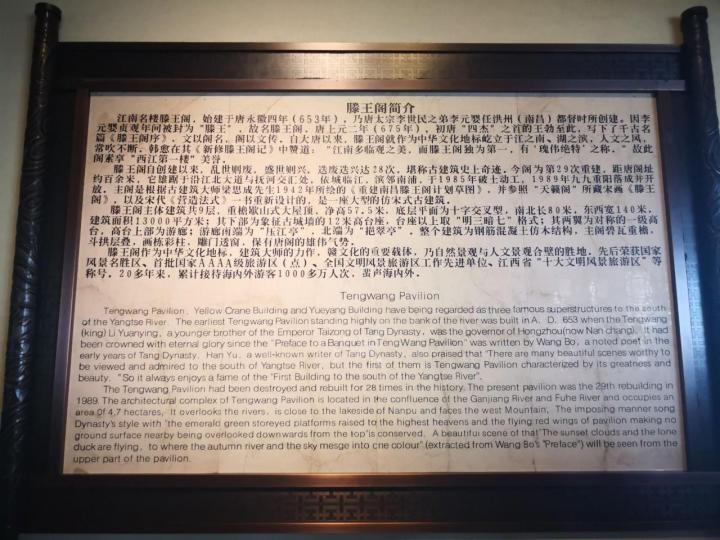 滕王阁简介
江南名楼滕王阁，始建于唐永徽四年（653年），乃唐太宗李世民之弟李元婴任洪州（南昌）都督时所创建。因李
元婴贞观年间被封为“滕王”，故名滕王阁。唐上元二年（675年），初唐“四杰”之首的王勃至此，写下了千古名
篇《滕王阁序》，文以阁名，阁以文传，自大唐以来，滕王阁就作为中华文化地标屹立于江之南、湖之滨，人文之风，
常吹不断。韩愈在其《新修滕王阁记》中赞道：“江南多临观之美，而滕王阁独为第一，有‘瑰伟绝特’之称。”故此
阁素享“西江第一楼”美誉。
滕王阁自创建以来，乱世则废，盛世则兴，迭废迭兴达28次，堪称古建筑史上奇迹。今阁为第29次重建，距唐阁址
约百余米，它雄踞于沿江北大道与抚河交汇处，依城临江，滨邻南浦，于1985年破土动工，1989年九九重阳落成并开
放。主阁是根据古建筑大师梁思成先生1942年所绘的《重建南昌滕王阁计划草图》，并参照“天籁阁”所藏宋画《滕王
阁》，以及宋代《营造法式》一书重新设计的，是一座大型的仿宋式古建筑。
滕王阁主体建筑共9层，重檐歇山式大屋顶，净高57.5米，底层平面为十字交叉型，南北长80米，东西宽140米，
建筑面积13000平方米；其下部为象征古城墙的12米高台座，台座以上取“明三暗七”格式；其两翼为对称的一级高
台，高台上部为游廊；游廊南端为“压江亭”，北端为“挹翠亭”。整个建筑为钢筋混凝土仿木结构，主阁碧瓦重檐，
斗拱层叠，画栋彩柱，雕门透窗，保有唐阁的雄伟气势。
滕王阁作为中华文化地标，建筑大师的力作，赣文化的重要载体，乃自然景观与人文景观合壁的胜地，先后荣获国家
风景名胜区、首批国家AAAA级旅游区（点）、全国文明风景旅游区工作先进单位、江西省“十大文明风景旅游区”等
称号，20多年来，累计接待海内外游客1000多万人次，蜚声海内外。
Tengwang Pavilion
Tengwang Pavilion, Yellow Crane Building and Yueyang Building have been regarded as three famous superstructures to the south
of the Yangtse River. The earliest Tengwang Pavilion standing highly on the bank of the river was built in A. D. 653 when the Tengwang
(king) Li Yuanying, a younger brother of the Emperor Taizong of Tang Dynasty, was the governor of Hongzhou(now Nan chang). It had
been crowned with eternal glory since the "Preface to a Banquet in Teng Wang Pavilion" was written by Wang Bo, a noted poet in the
early years of Tang Dynasty. Han Yu, a well-known writer of Tang Dynasty, also praised that "There are many beautiful scenes worthy to
be viewed and admired to the south of Yangtse River, but the first of them is Tengwang Pavilion characterized by its greatness and
beauty. "So it always enjoys a fame of the "First Building to the south of the Yangtse River".
The Tengwang Pavilion had been destroyed and rebuilt for 28 times in the history. The present pavilion was the 29th rebuilding in
1989. The architectural complex of Tengwang Pavilion is located in the confluence of the Ganjiang River and Fuhe River and occupies an
area 0f 4.7 hectares. It overlooks the rivers, is close to the lakeside of Nanpu and faces the west Mountain, The imposing manner song
Dynasty's style with "the emerald green storeyed platforms raised to the highest heavens and the flying red wings of pavilion making no
ground surface nearby being overlooked downwards from the top"is conserved. A beautiful scene of that"The sunset clouds and the lone
duck are flying, to where the autumn river and the sky mesge into cne colour" (extracted from Wang Bo's "Preface") will be seen from the
upper part of the pavilion.